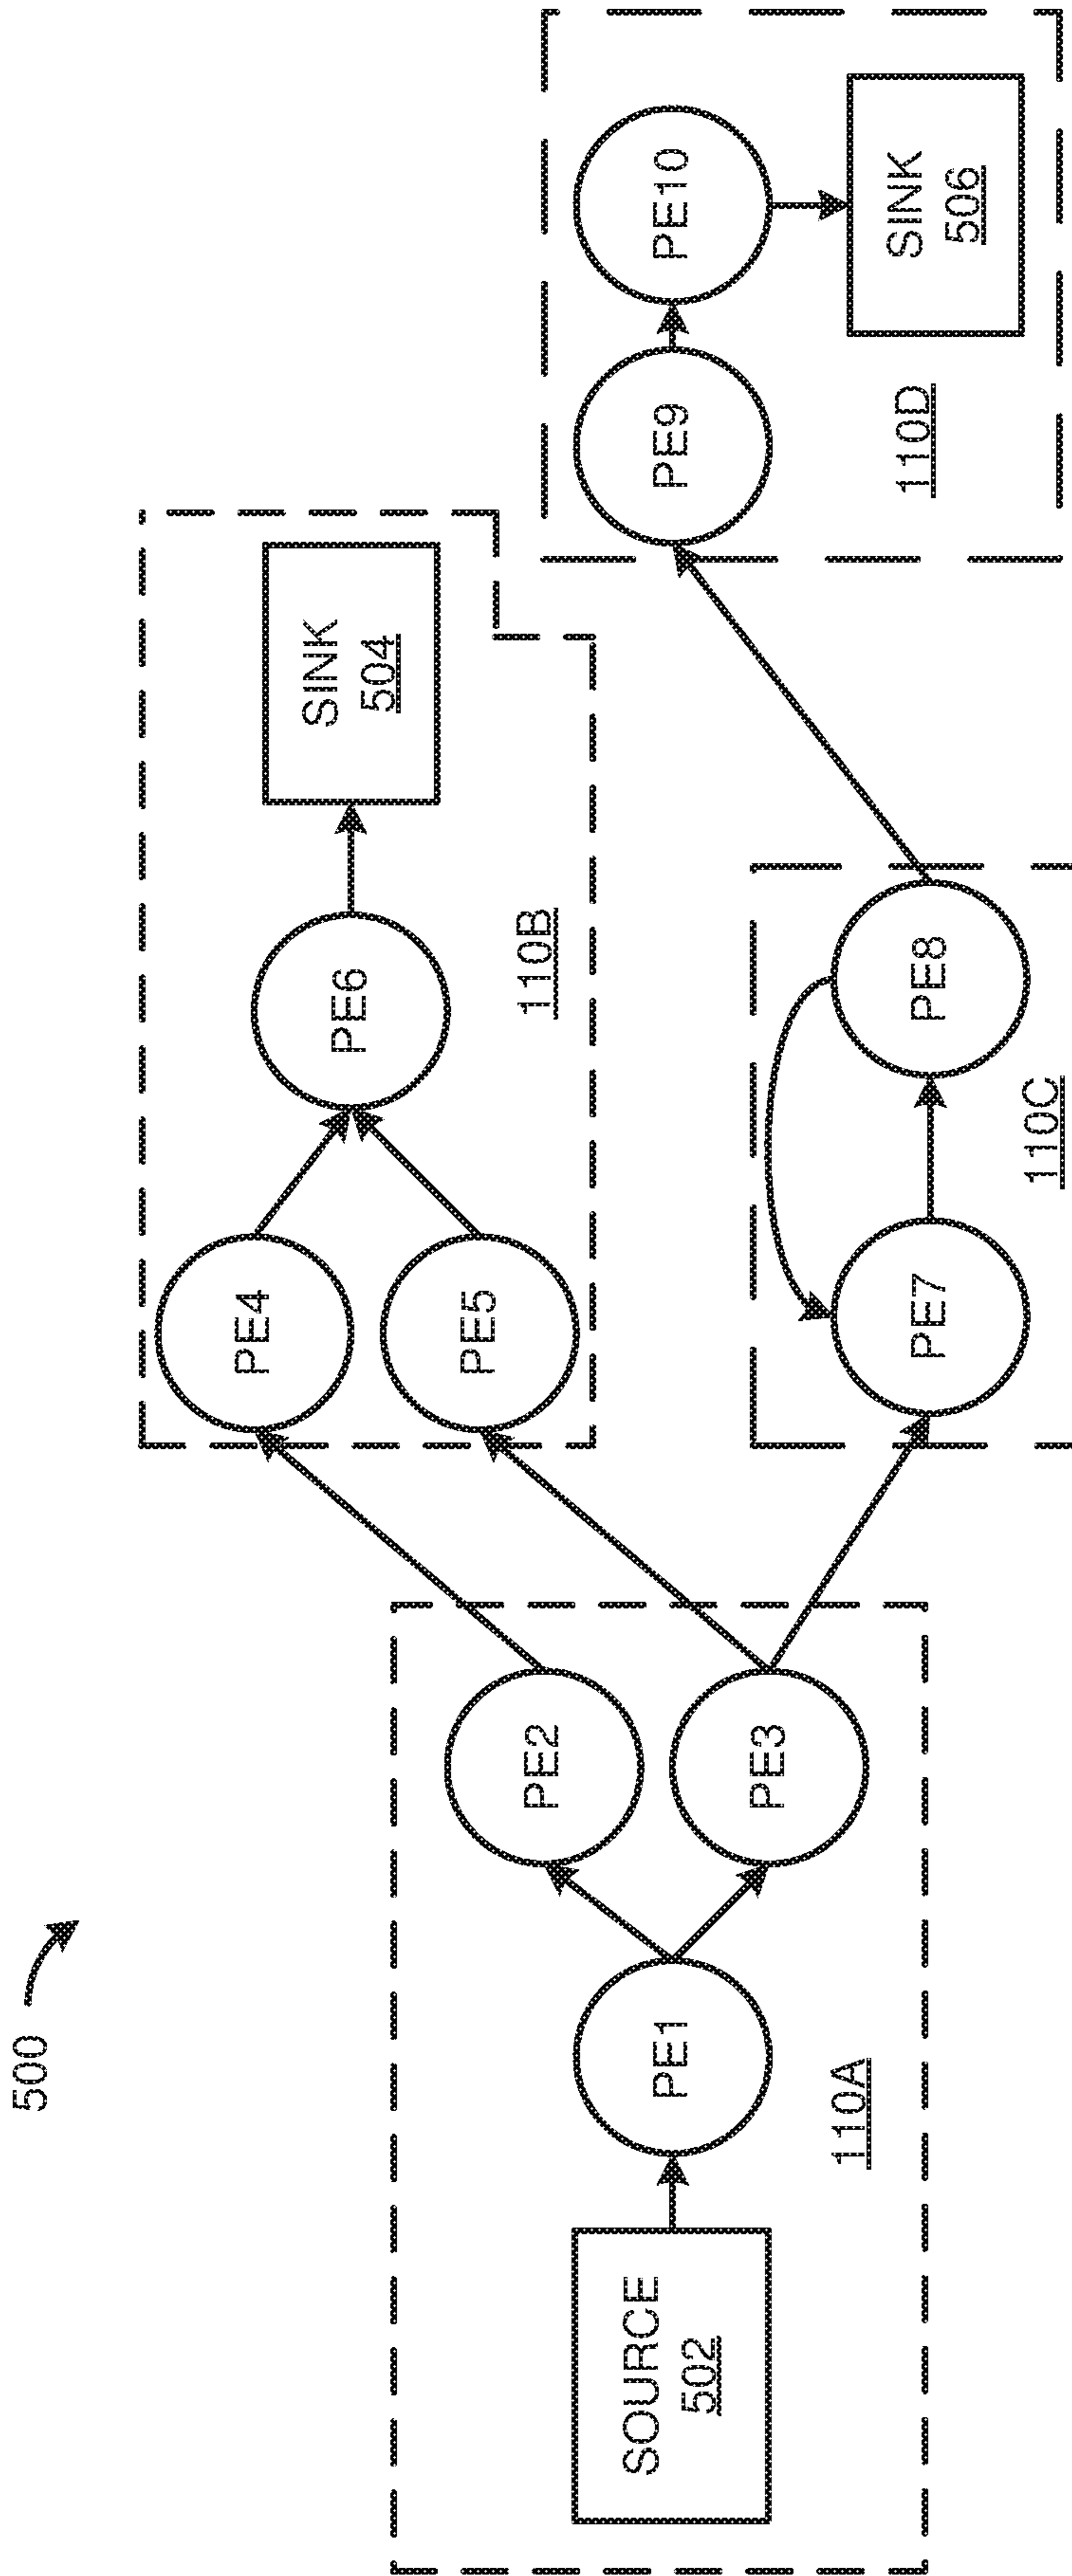 500
SOURCE
502
PE1
110A
PE2
PE3
PE4
PE5
PE6
SINK
504
110B
PE7
PE8
110C
PE9
PE10
SINK
506
110D